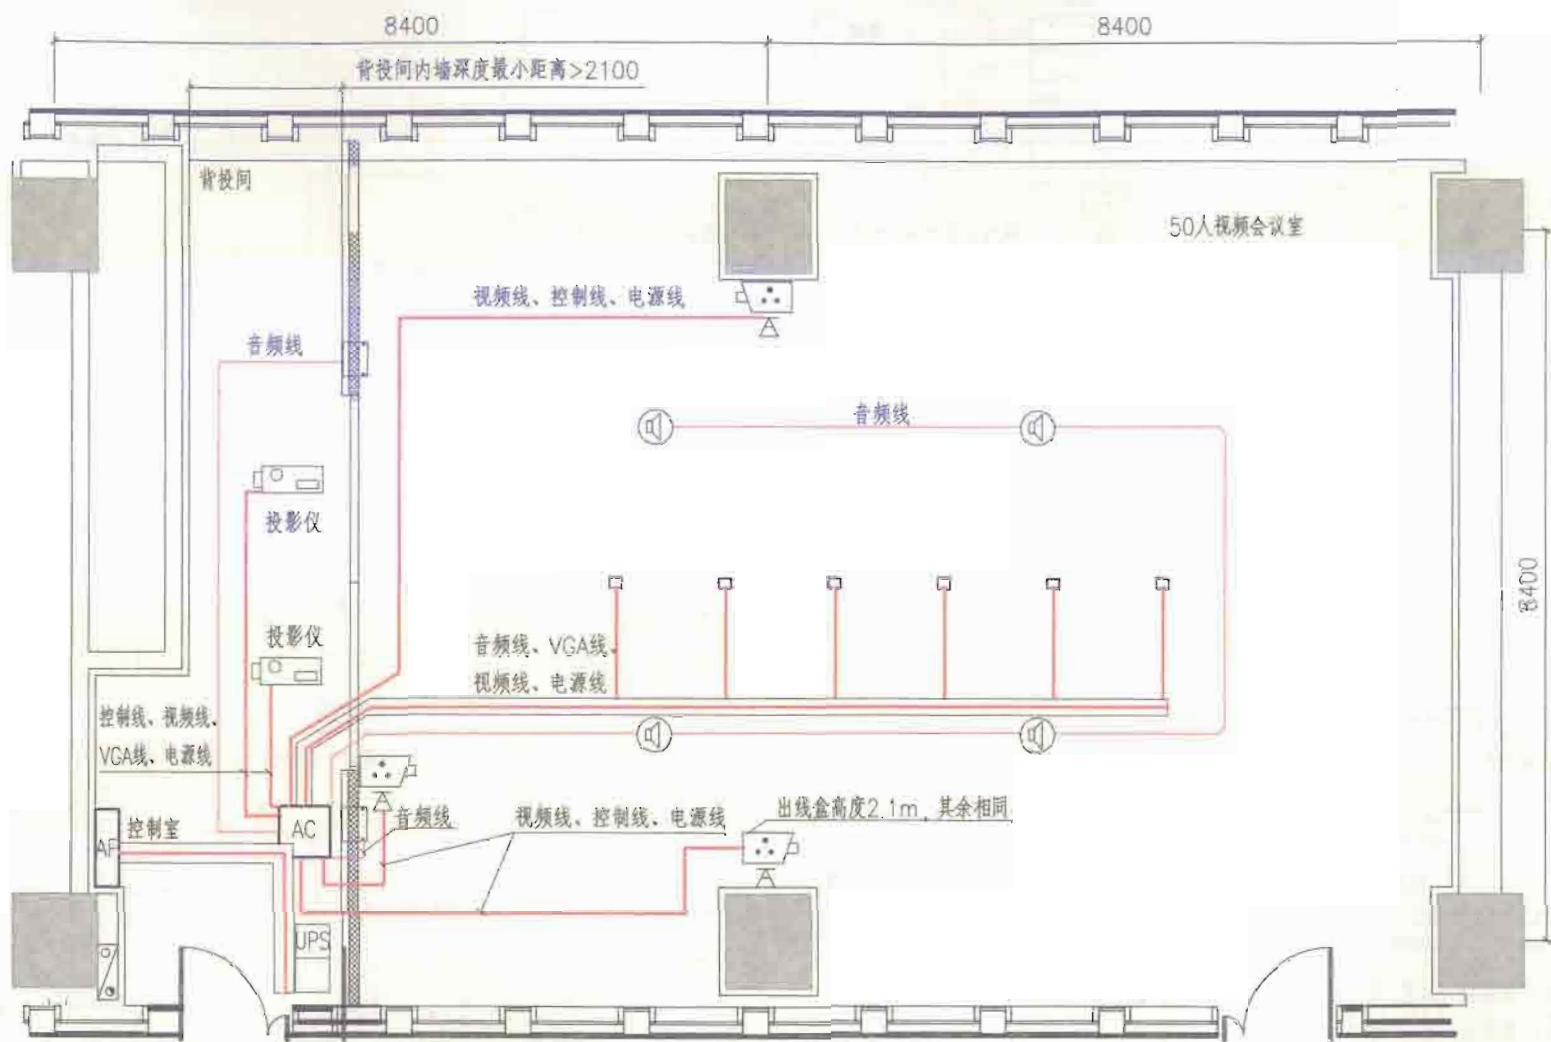 8400
8400
背投间内墙深度最小距离>2100
背投间
50人视频会议室
视频线、控制线、电源线
音频线
音频线
投影仪
8400
投影仪
音频线、VGA线、
视频线、电源线
控制线、视频线、
VGA线、电源线
出线盒高度2.1m，其余相同
控制室
AC
音频线
视频线、控制线、电源线
AF
UPS